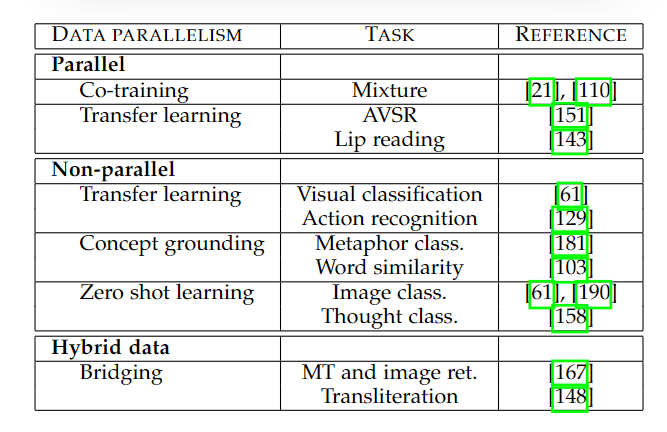 DATA PARALLELISM TASK REFERENCE
Parallel
Co-training Mixture [21], [110]
Transfer learning AVSR [151]
Lip reading [143]
Non-parallel
Transfer learning Visual classification [61]
Action recognition [129]
Concept grounding Metaphor class. [181]
Word similarity [103]
Zero shot learning Image class. [61], [190]
Thought class. [158]
Hybrid data
Bridging MT and image ret. [167]
Transliteration [148]